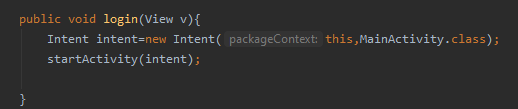 public void login(View v){
Intent intent=new Intent( packageContext: this,MainActivity.class);
startActivity(intent);
}